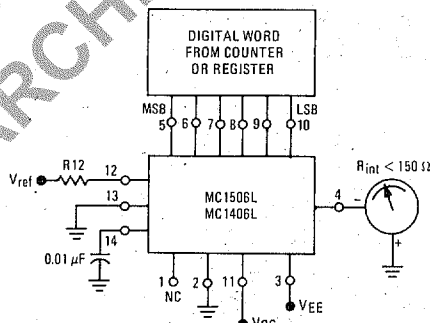 ARCH
DIGITAL WORD
FROM COUNTER
OR REGISTER
MSB
LSB
5 6 7 8 9 10
Rint < 150 Ω
Vref
R12
12
MC1506L
MC1406L
4
-
13
14
+
0.01 µF
1
2
11
3
NC
VEE